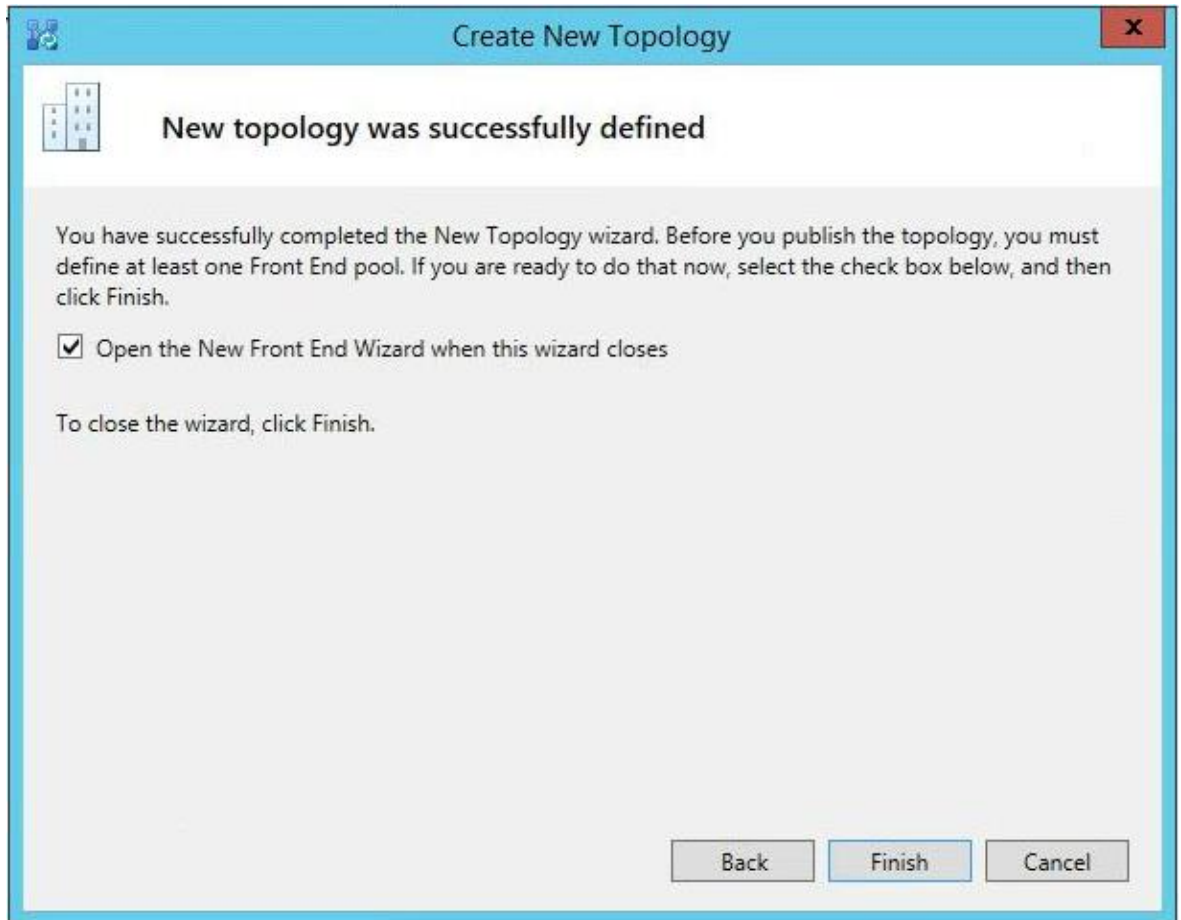 Create New Topology
x
New topology was successfully defined
You have successfully completed the New Topology wizard. Before you publish the topology, you must
define at least one Front End pool. If you are ready to do that now, select the check box below, and then
click Finish.
Open the New Front End Wizard when this wizard closes
To close the wizard, click Finish.
Back Finish Cancel